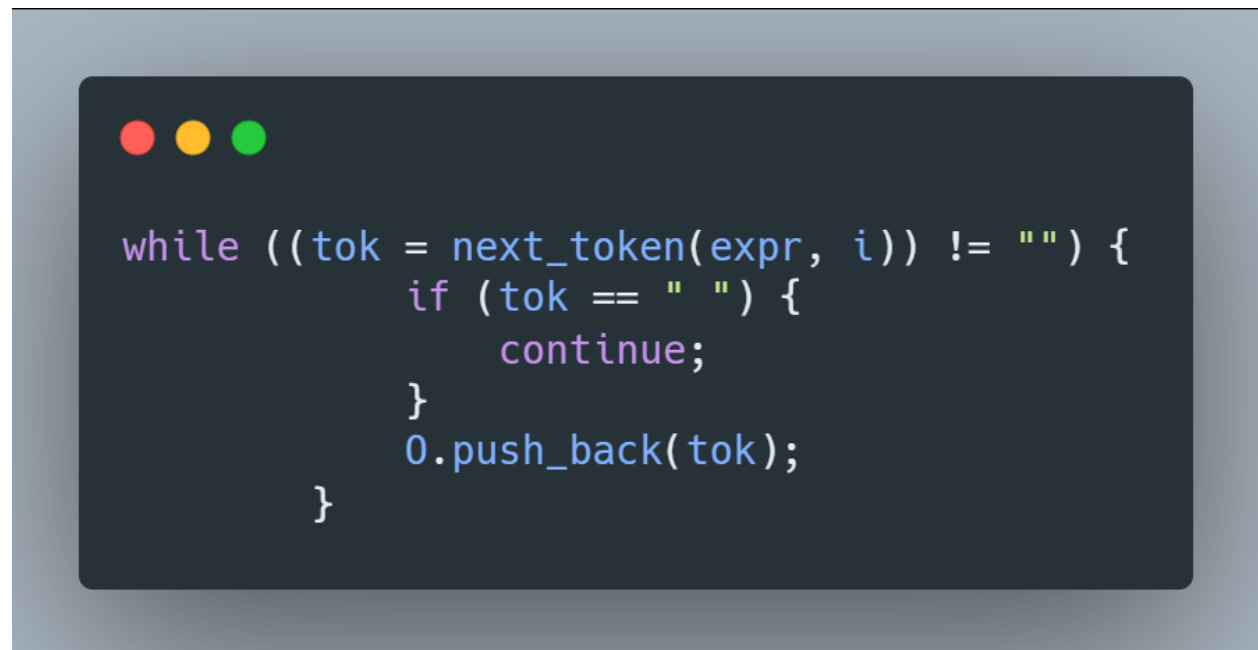 while ((tok = next_token(expr, i)) != "") {
            if (tok == " ") {
                continue;
            }
            O.push_back(tok);
        }